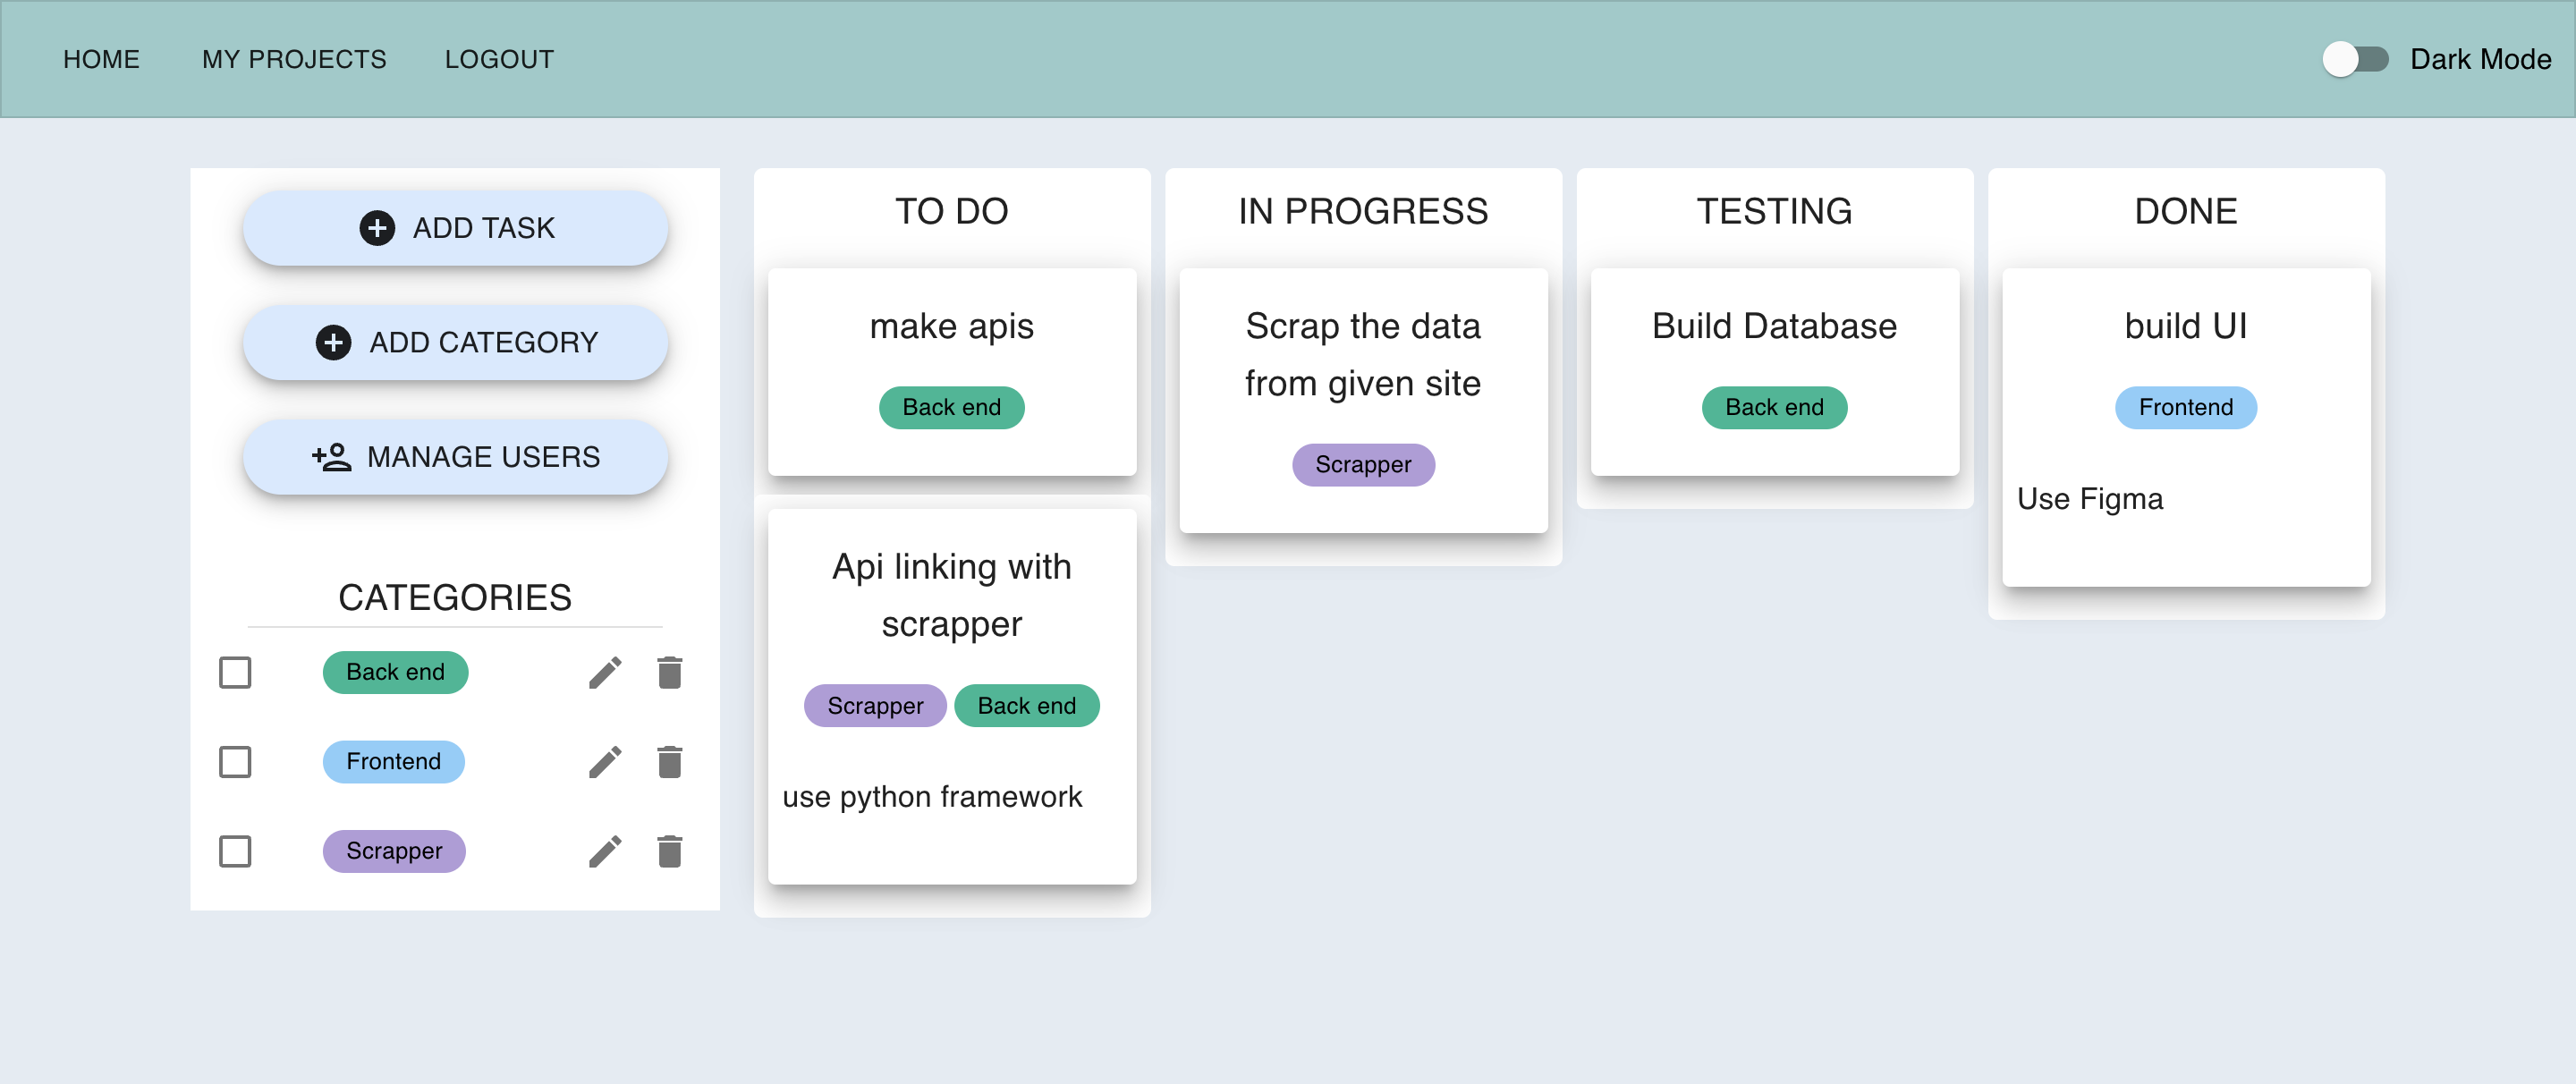 HOME
MY PROJECTS
LOGOUT
Dark Mode
ADD TASK
ADD CATEGORY
MANAGE USERS
CATEGORIES
Back end
Frontend
Scrapper
TO DO
make apis
Back end
Api linking with
scrapper
Scrapper Back end
use python framework
IN PROGRESS
Scrap the data
from given site
Scrapper
TESTING
Build Database
Back end
DONE
build UI
Frontend
Use Figma